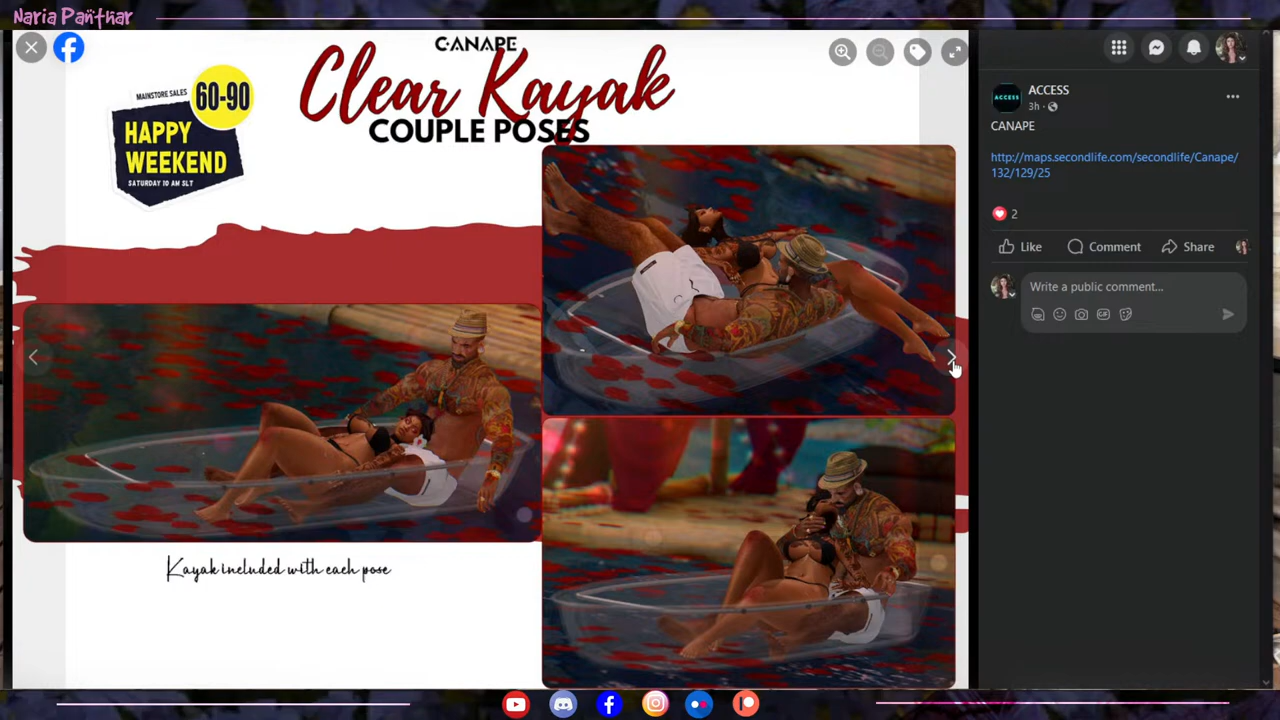 Naria Panthar
CANAPE
Clear Kayak
COUPLE POSES
MAINSTORE SALES
60-90
HAPPY
WEEKEND
SATURDAY 10 AM SLT
Kayak included with each pose
ACCESS
ACCESS
3h ·
CANAPE
http://maps.secondlife.com/secondlife/Canape/
132/129/25
2
Like
Comment
Share
Write a public comment...
GIF